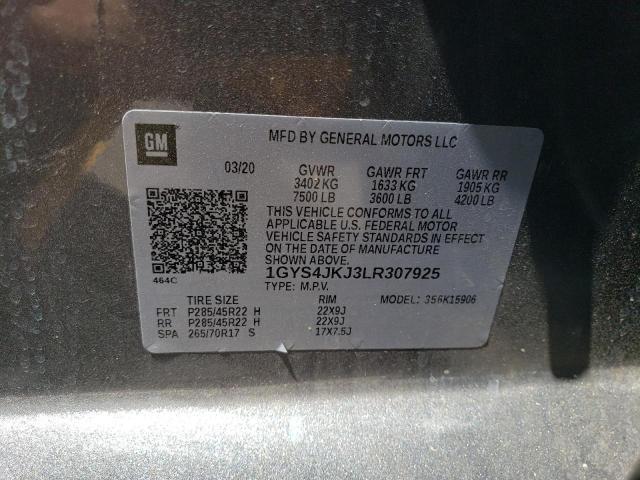 GM
MFD BY GENERAL MOTORS LLC
03/20 GVWR GAWR FRT GAWR RR
3402 KG 1633 KG 1905 KG
7500 LB 3600 LB 4200 LB
THIS VEHICLE CONFORMS TO ALL
APPLICABLE U.S. FEDERAL MOTOR
VEHICLE SAFETY STANDARDS IN EFFECT
ON THE DATE OF MANUFACTURE
SHOWN ABOVE.
464C 1GYS4JKJ3LR307925
TYPE: M.P.V.
TIRE SIZE RIM MODEL: 356K15906
FRT P285/45R22 H 22X9J
RR P285/45R22 H 22X9J
SPA 265/70R17 S 17X7.5J